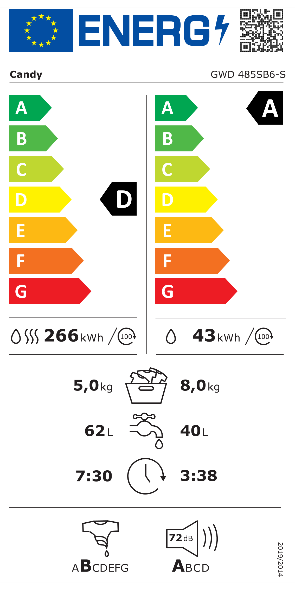 ENERG
Candy GWD 485SB6-S
A A A
B B
C C
D D D
E E
F F
G G
266 kWh / 100 43 kWh / 100
5,0 kg 8,0 kg
62 L 40 L
7:30 3:38
72 dB
ABCDEFG ABCD
2019/2014